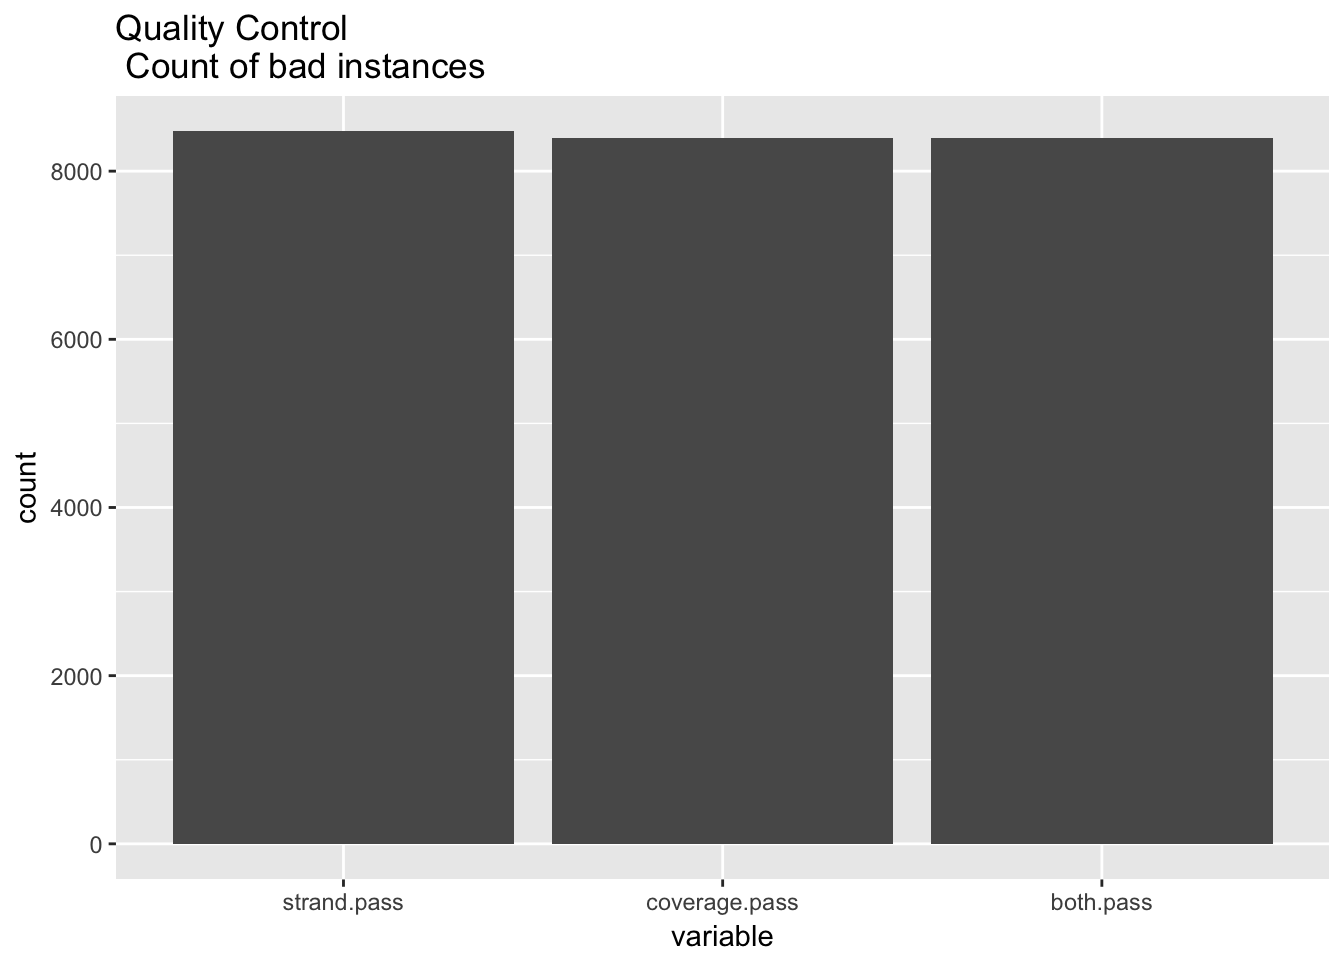 Quality Control
Count of bad instances
8000
6000
4000
2000
0
count
strand.pass
coverage.pass
both.pass
variable